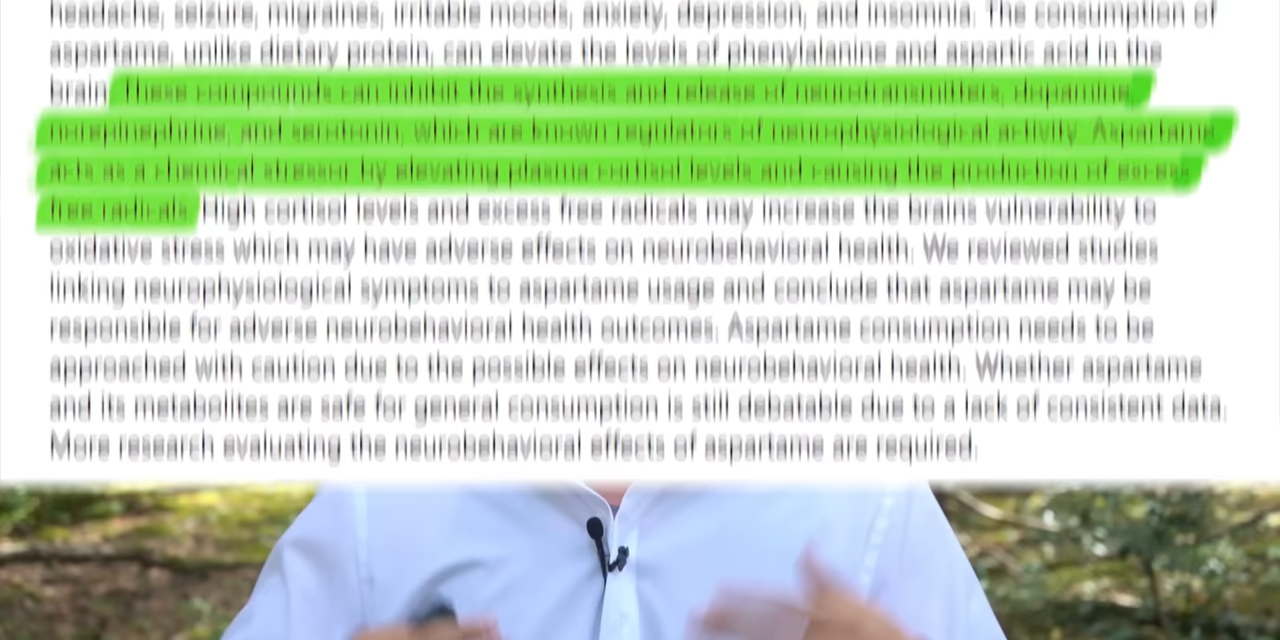 headache, seizure, migraines, irritable moods, anxiety, depression, and insomnia. The consumption of
aspartame, unlike dietary protein, can elevate the levels of phenylalanine and aspartic acid in the
brain. These compounds can inhibit the synthesis and release of neurotransmitters, dopamine,
norepinephrine, and serotonin, which are known regulators of neurophysiological activity. Aspartame
acts as a chemical stressor by elevating plasma cortisol levels and causing the production of excess
free radicals. High cortisol levels and excess free radicals may increase the brains vulnerability to
oxidative stress which may have adverse effects on neurobehavioral health. We reviewed studies
linking neurophysiological symptoms to aspartame usage and conclude that aspartame may be
responsible for adverse neurobehavioral health outcomes. Aspartame consumption needs to be
approached with caution due to the possible effects on neurobehavioral health. Whether aspartame
and its metabolites are safe for general consumption is still debatable due to a lack of consistent data.
More research evaluating the neurobehavioral effects of aspartame are required.